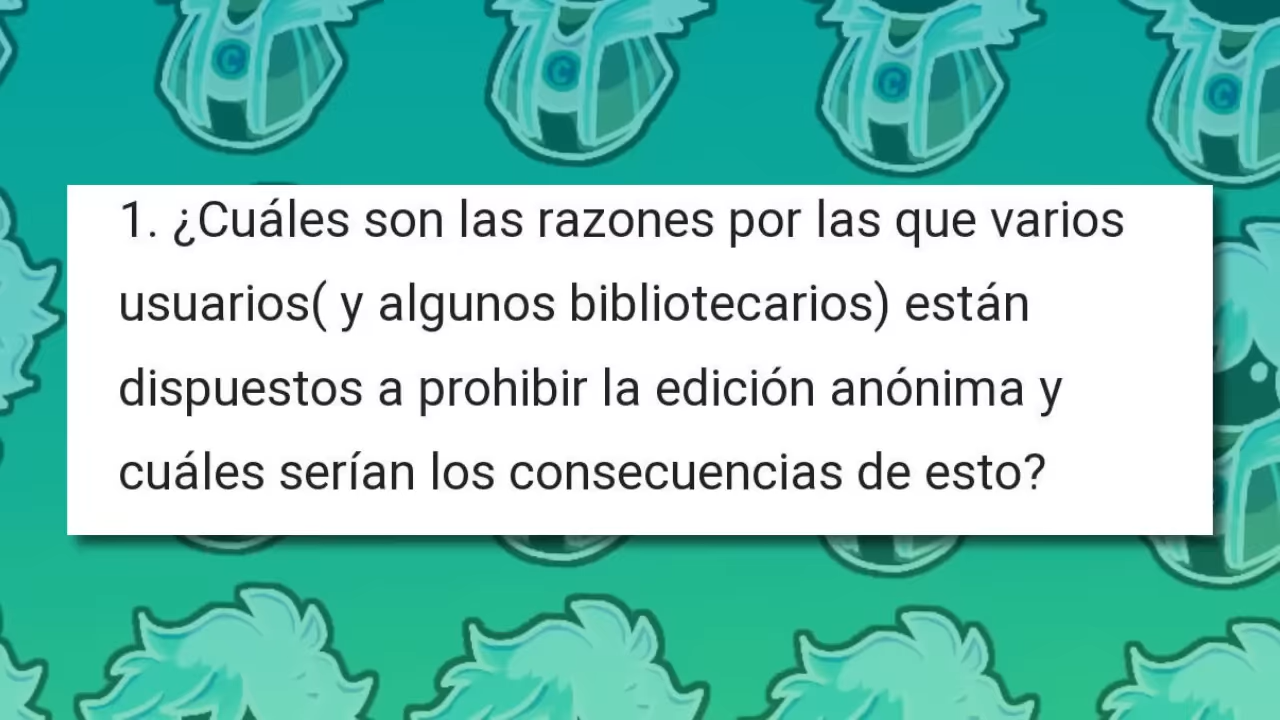 1. ¿Cuáles son las razones por las que varios
usuarios( y algunos bibliotecarios) están
dispuestos a prohibir la edición anónima y
cuáles serían los consecuencias de esto?
C
C
C
C